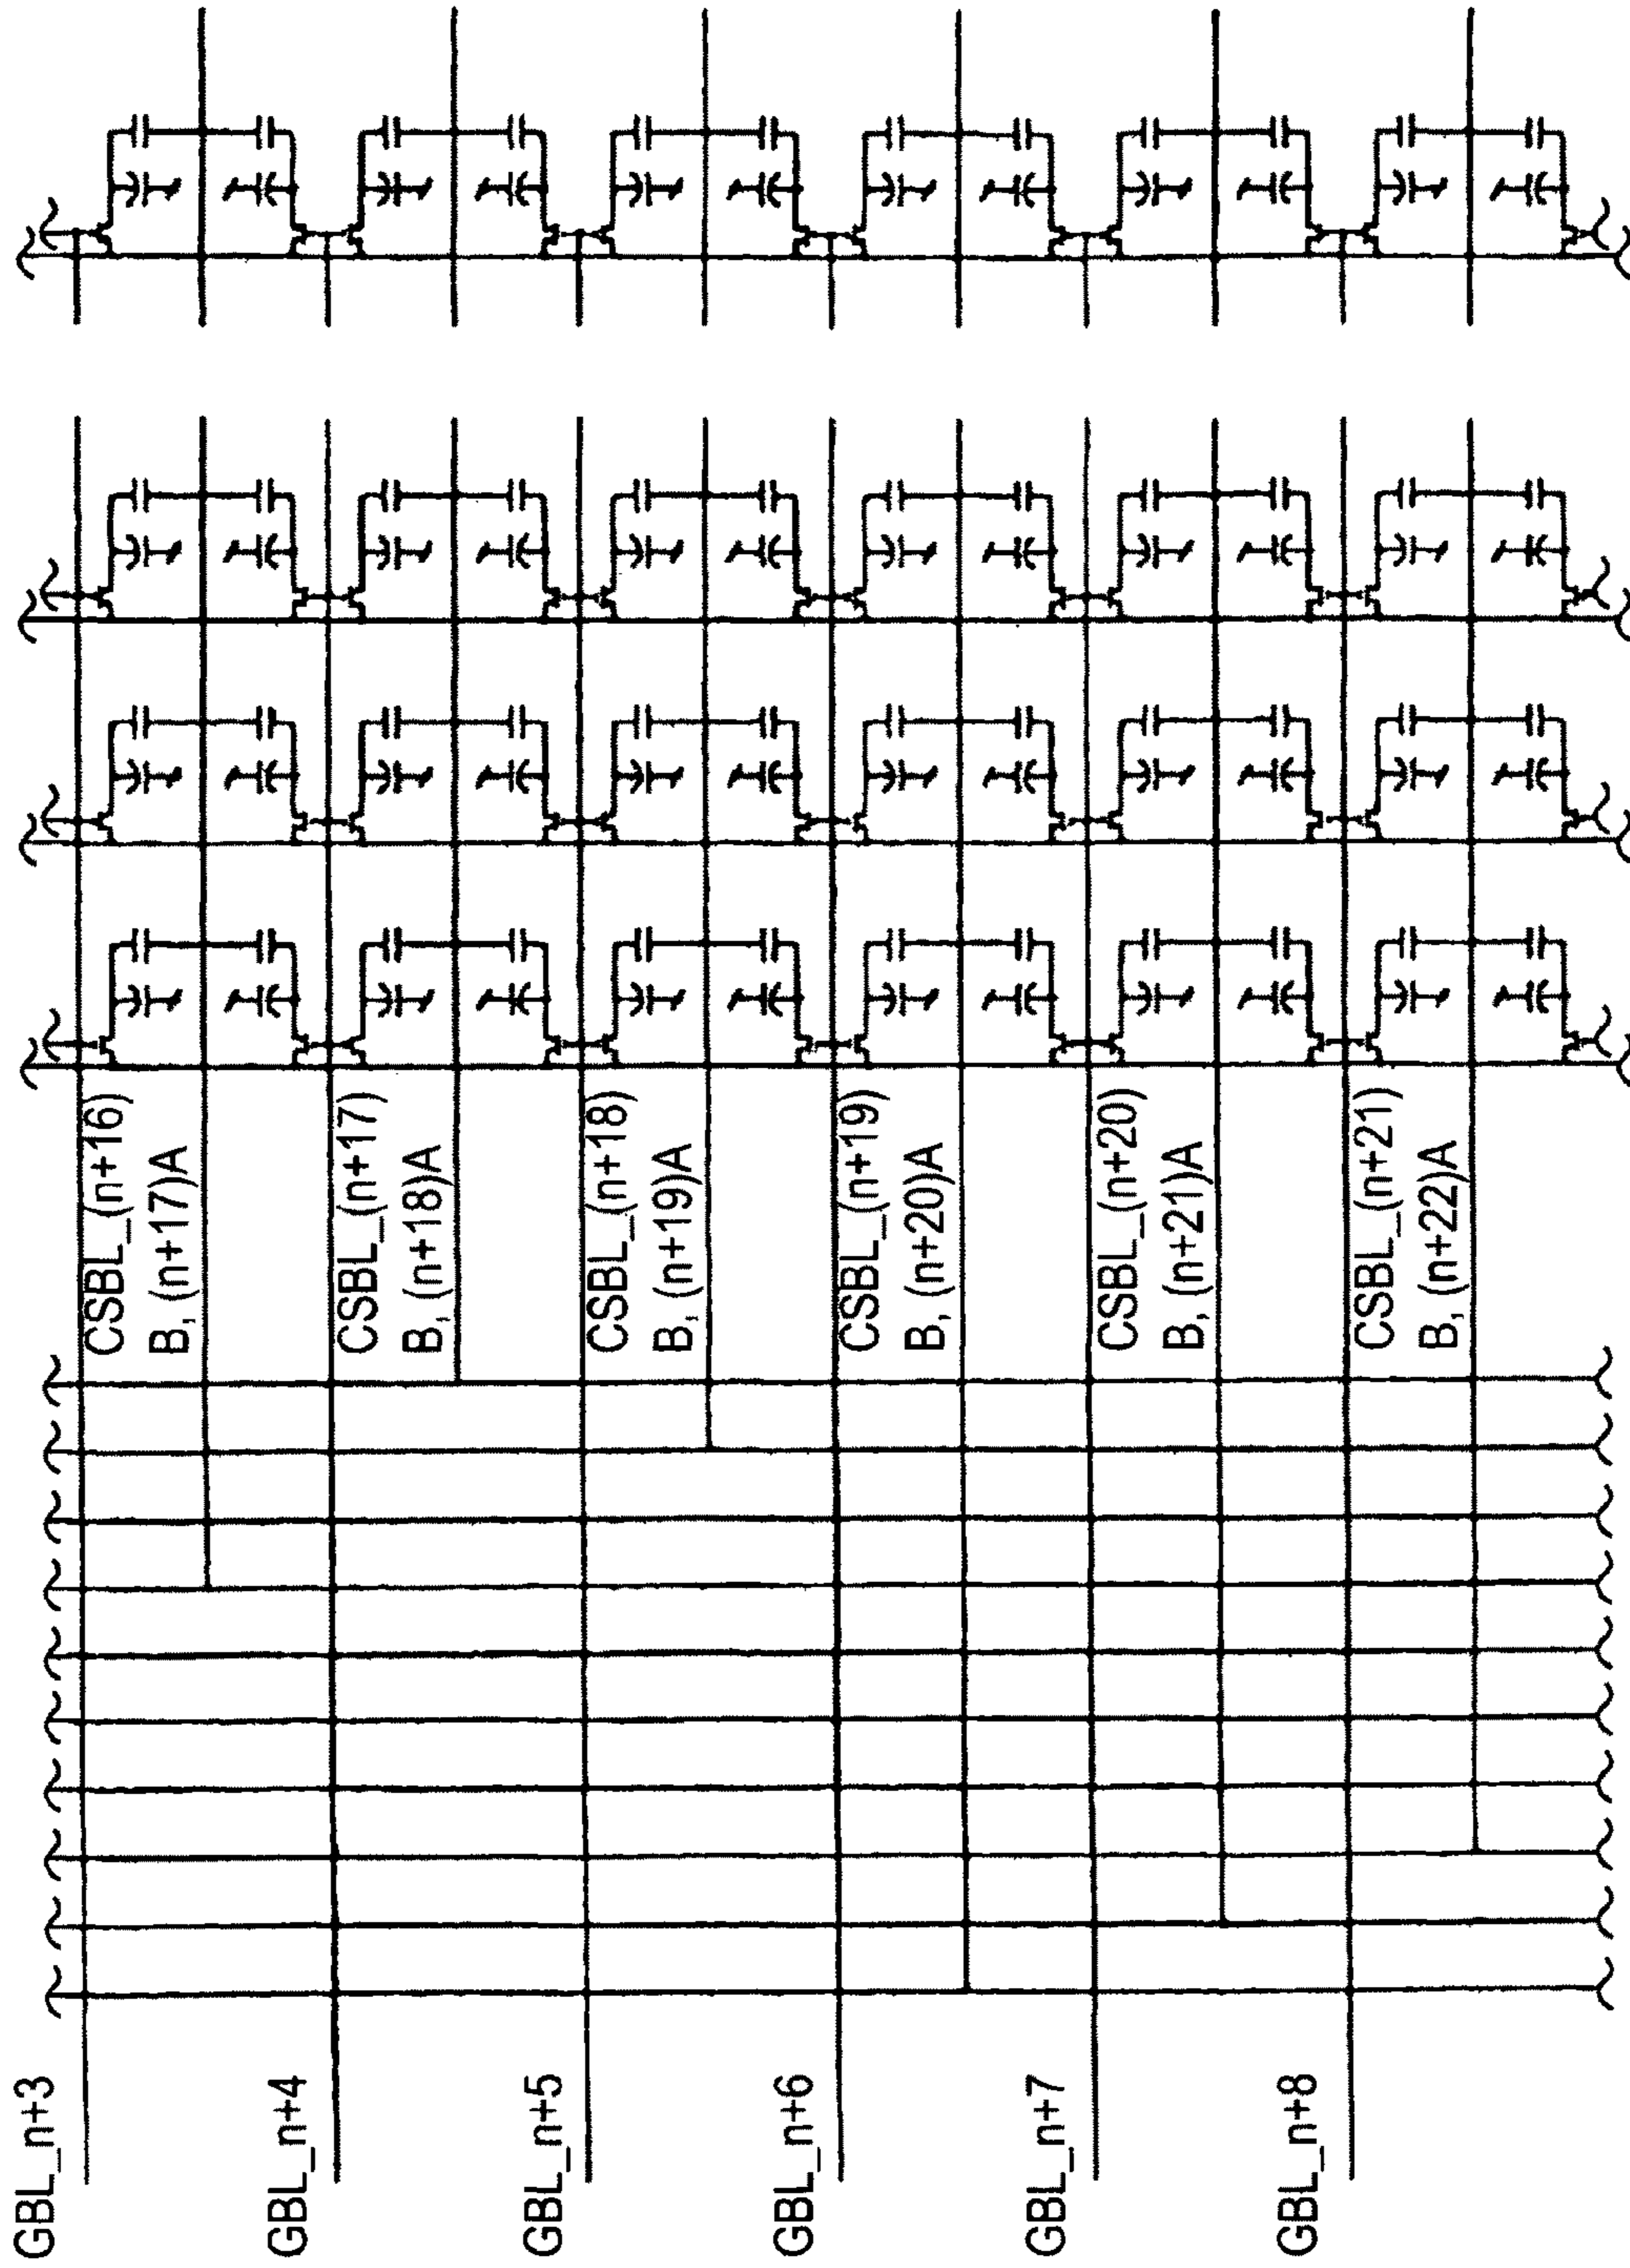 GBL_n+3
CSBL_(n+16)
B, (n+17)A
GBL_n+4
CSBL_(n+17)
B, (n+18)A
GBL_n+5
CSBL_(n+18)
B, (n+19)A
GBL_n+6
CSBL_(n+19)
B, (n+20)A
GBL_n+7
CSBL_(n+20)
B, (n+21)A
GBL_n+8
CSBL_(n+21)
B, (n+22)A